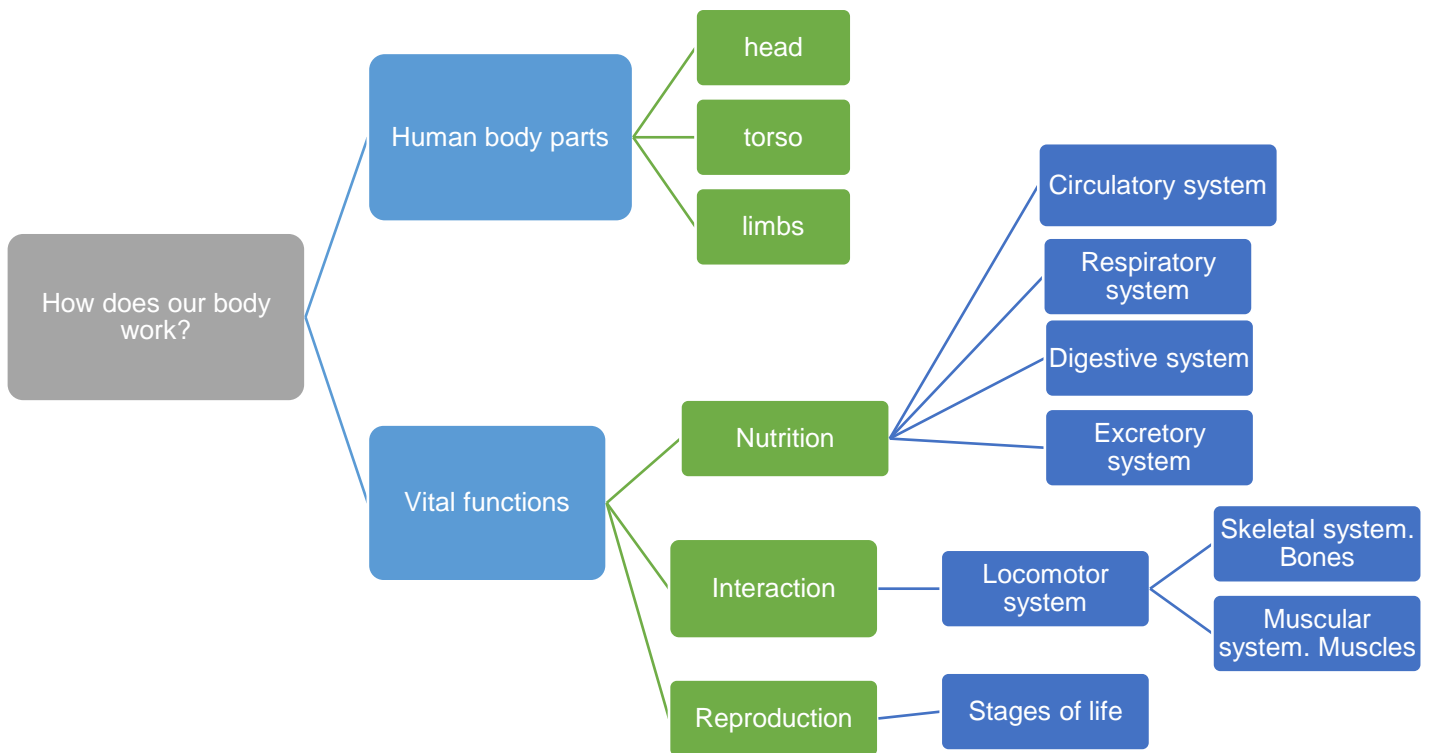 How does our body
work?
Human body parts
head
torso
limbs
Vital functions
Nutrition
Circulatory system
Respiratory
system
Digestive system
Excretory
system
Interaction
Locomotor
system
Skeletal system.
Bones
Muscular
system. Muscles
Reproduction
Stages of life